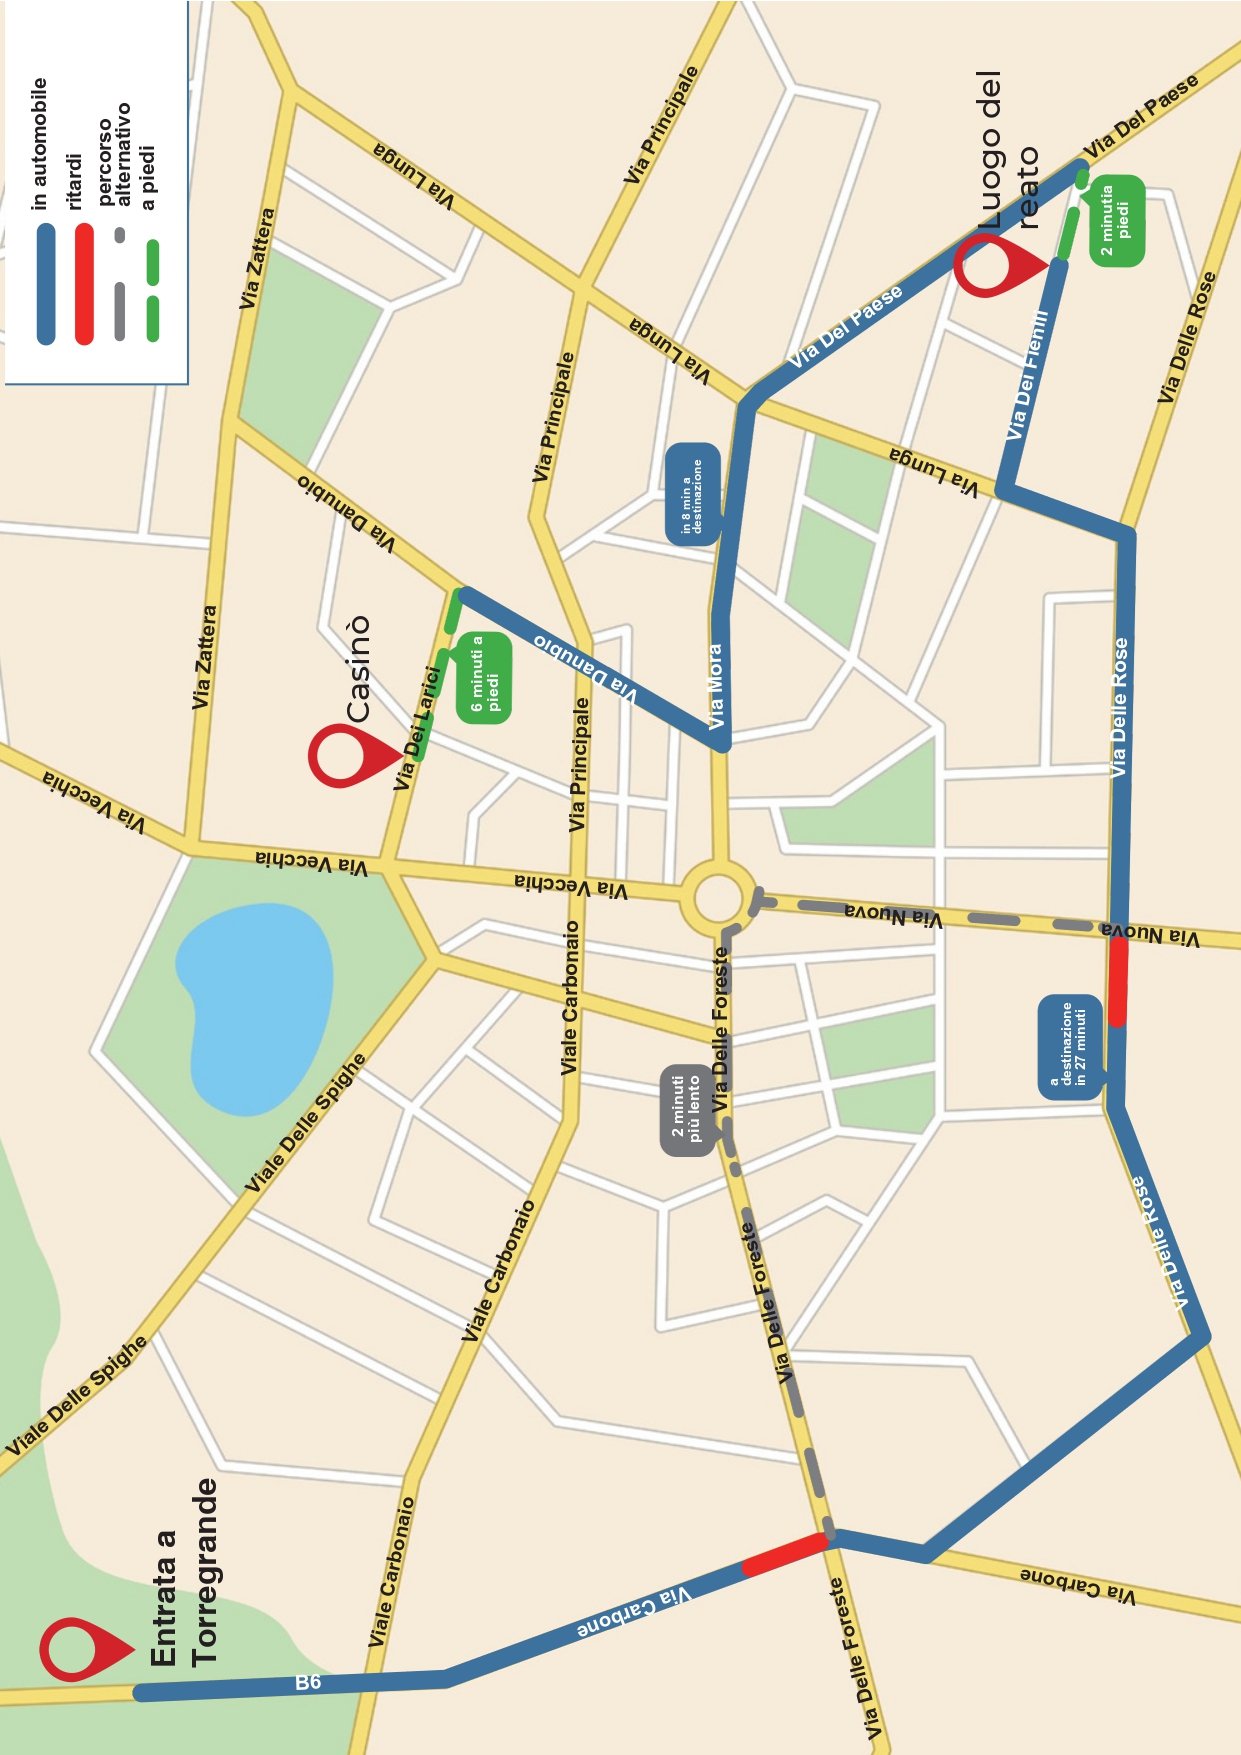 in automobile
ritardi
percorso
alternativo
a piedi
Entrata a
Torregrande
B6
Viale Delle Spighe
Viale Delle Spighe
Via Vecchia
Via Vecchia
Via Vecchia
Via Zattera
Via Zattera
Casinò
Via Dei Larici
6 minuti a
piedi
Via Danubio
Via Danubio
Via Lunga
Via Lunga
Via Lunga
Viale Carbonaio
Viale Carbonaio
Viale Carbonaio
Via Principale
Via Principale
Via Principale
Via Carbone
Via Carbone
Via Delle Foreste
Via Delle Foreste
Via Delle Foreste
2 minuti
più lento
Via Mora
in 8 min a
destinazione
Via Del Paese
Via Del Paese
Luogo del
reato
2 minutia
piedi
Via Dei Fienili
Via Nuova
Via Nuova
a
destinazione
in 27 minuti
Via Delle Rose
Via Delle Rose
Via Delle Rose